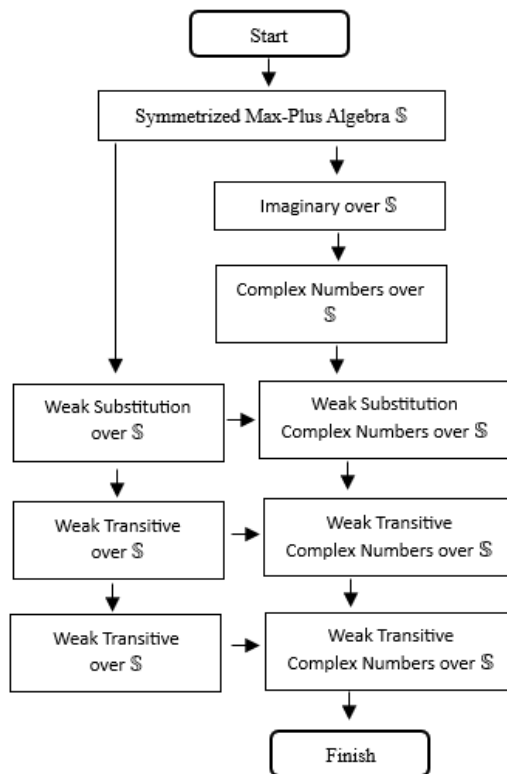 Start
Symmetrized Max-Plus Algebra 𝕊
Imaginary over 𝕊
Complex Numbers over
𝕊
Weak Substitution
over 𝕊
Weak Substitution
Complex Numbers over 𝕊
Weak Transitive
over 𝕊
Weak Transitive
Complex Numbers over 𝕊
Weak Transitive
over 𝕊
Weak Transitive
Complex Numbers over 𝕊
Finish